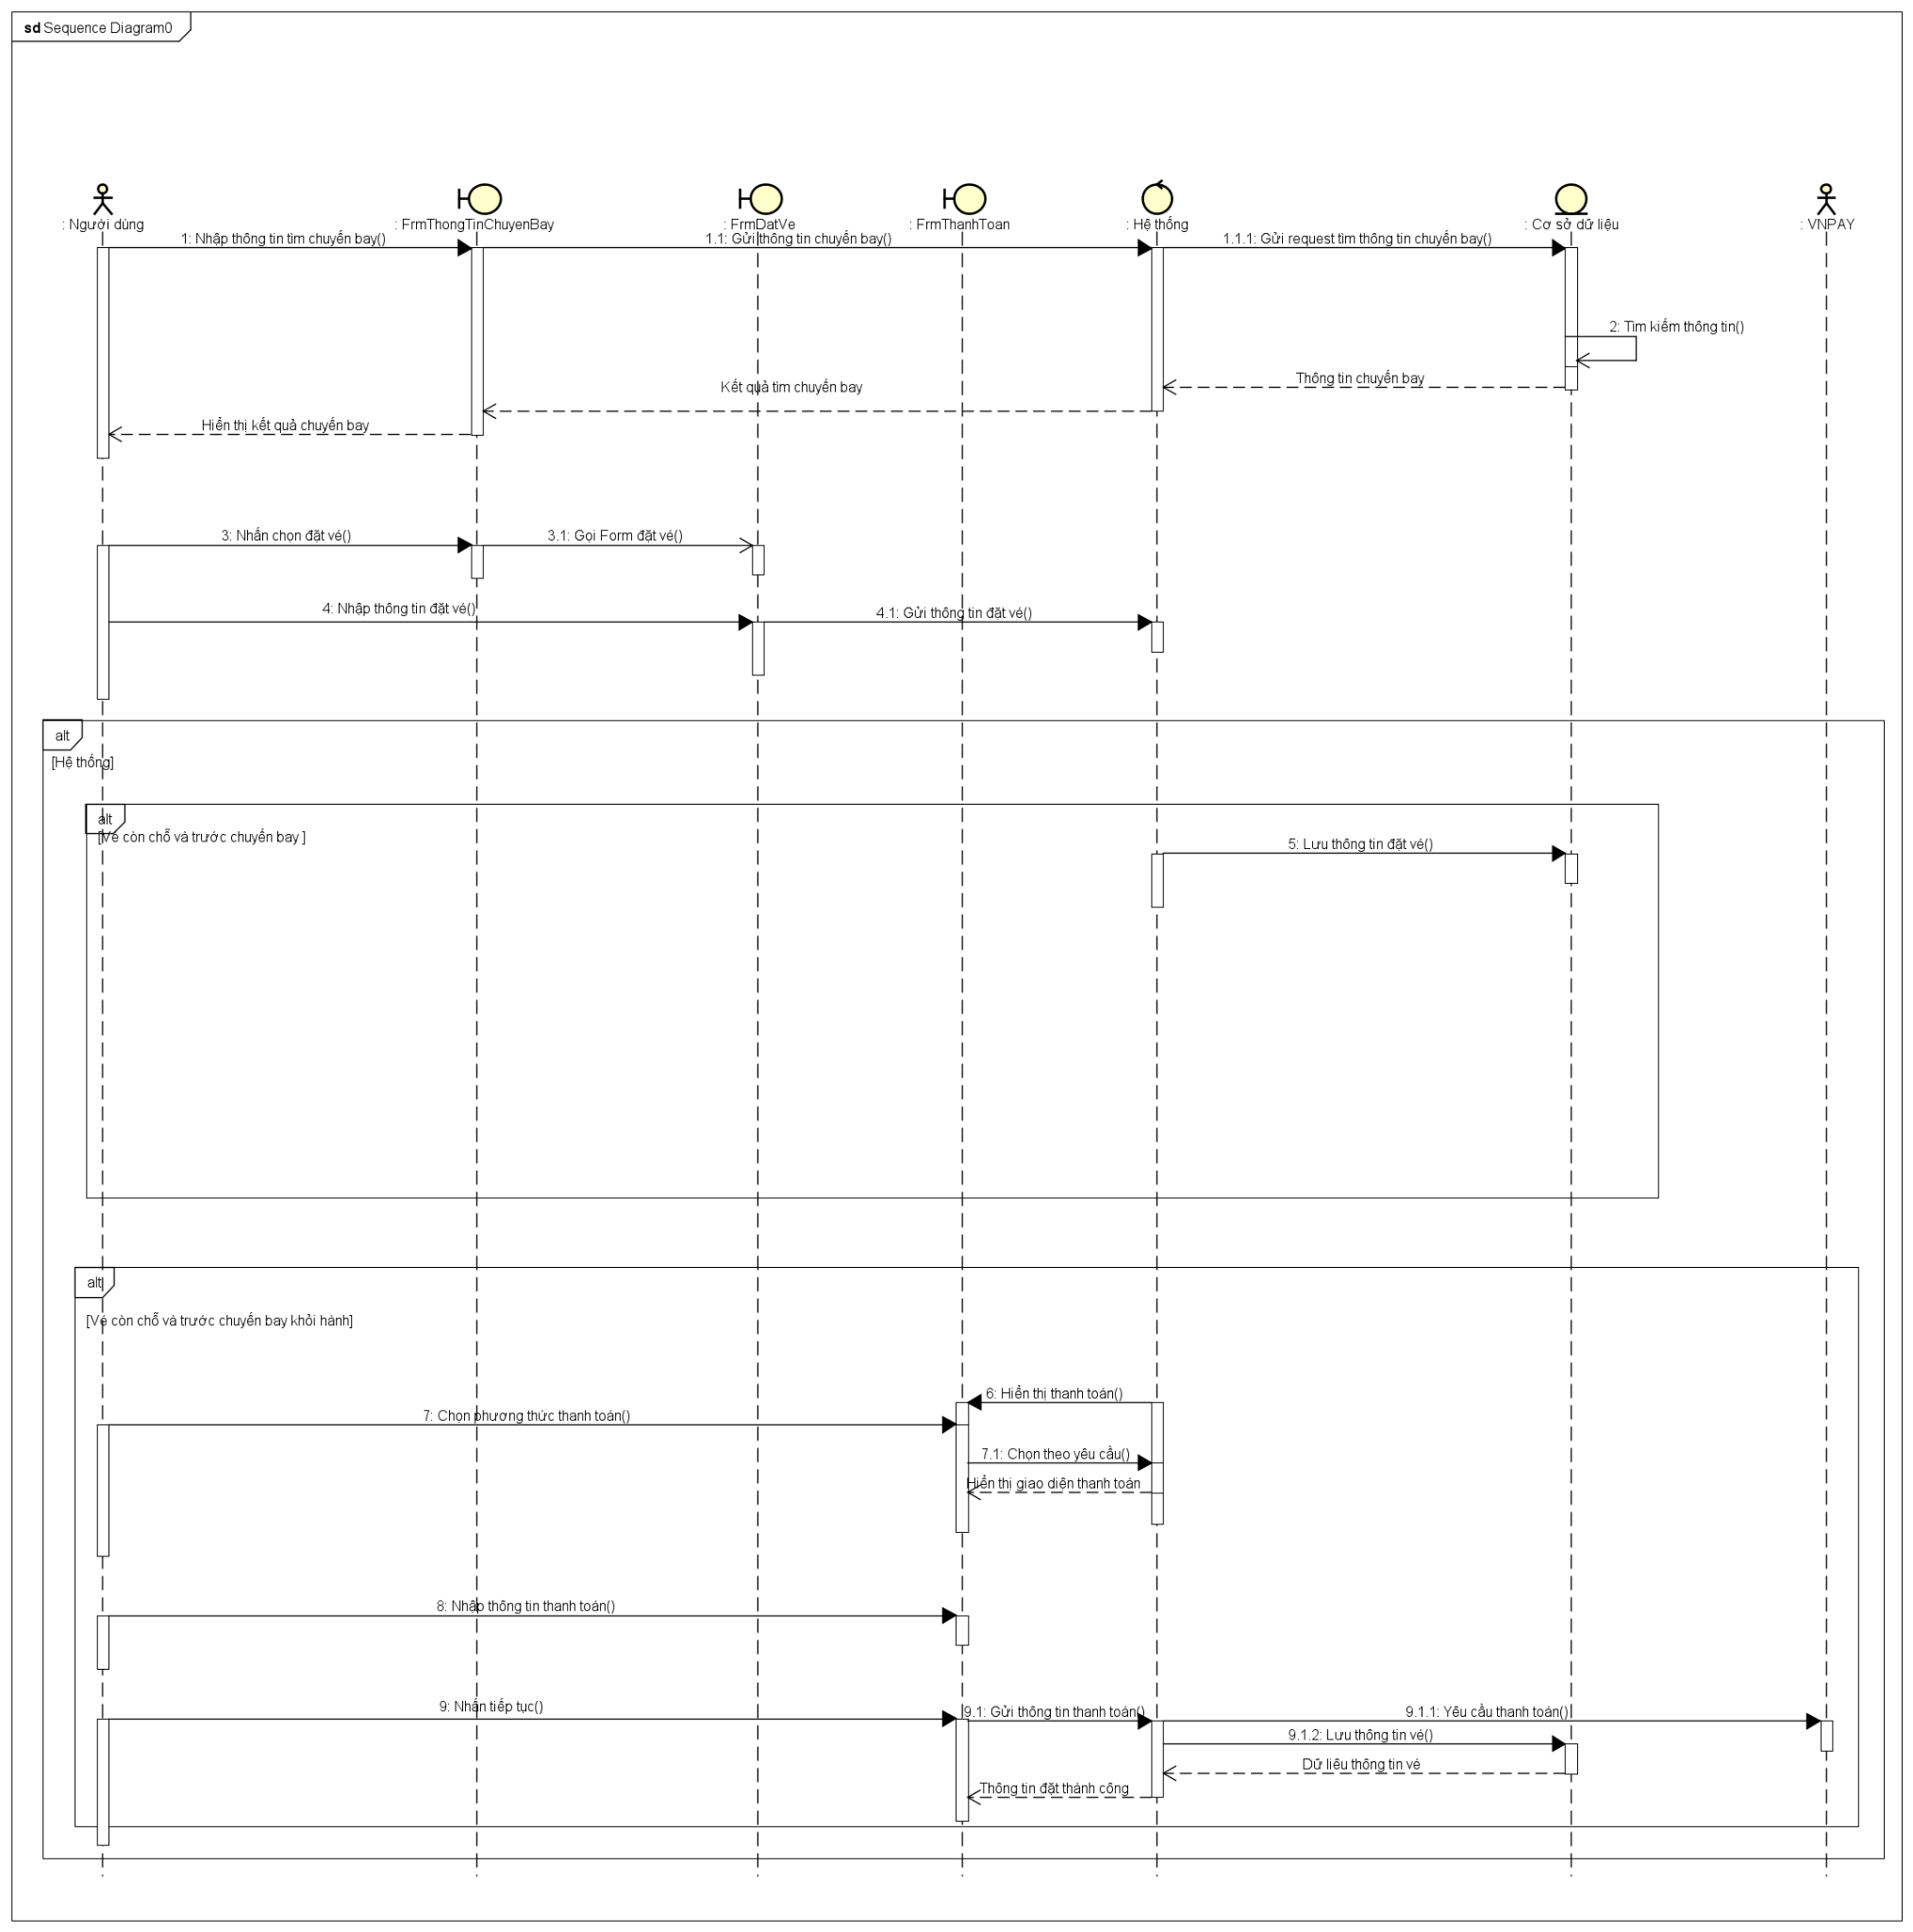 sd Sequence Diagram0
: Người dùng
: FrmThongTinChuyenBay
: FrmDatVe
: FrmThanhToan
: Hệ thống
: Cơ sở dữ liệu
: VNPAY
1: Nhập thông tin tìm chuyến bay()
1.1: Gửi thông tin chuyến bay()
1.1.1: Gửi request tìm thông tin chuyến bay()
2: Tìm kiếm thông tin()
Thông tin chuyến bay
Kết quả tìm chuyến bay
Hiển thị kết quả chuyến bay
3: Nhấn chọn đặt vé()
3.1: Gọi Form đặt vé()
4: Nhập thông tin đặt vé()
4.1: Gửi thông tin đặt vé()
alt
[Hệ thống]
alt
[Vé còn chỗ và trước chuyến bay ]
5: Lưu thông tin đặt vé()
alt
[Vé còn chỗ và trước chuyến bay khỏi hành]
6: Hiển thị thanh toán()
7: Chọn phương thức thanh toán()
7.1: Chọn theo yêu cầu()
Hiển thị giao diện thanh toán
8: Nhập thông tin thanh toán()
9: Nhấn tiếp tục()
9.1: Gửi thông tin thanh toán()
9.1.1: Yêu cầu thanh toán()
9.1.2: Lưu thông tin vé()
Dữ liêu thông tin vé
Thông tin đặt thành công